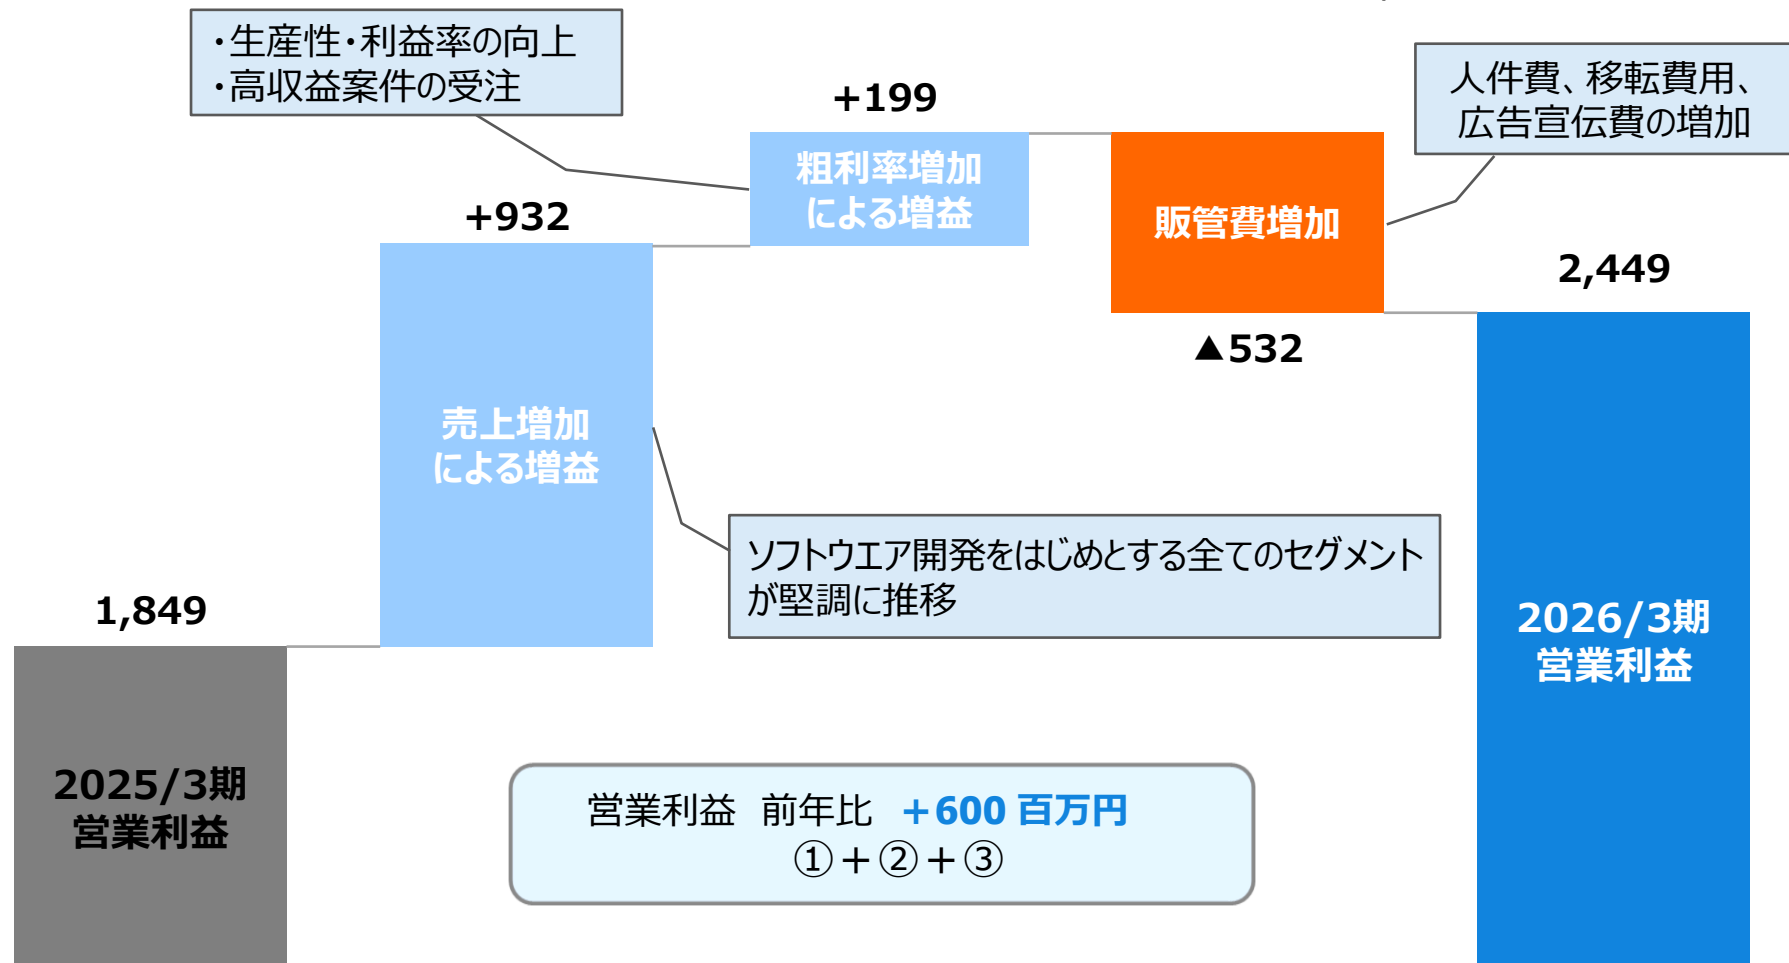 ・生産性・利益率の向上
・高収益案件の受注
+199
人件費、移転費用、
広告宣伝費の増加
粗利率増加
による増益
+932
販管費増加
2,449
▲532
売上増加
による増益
ソフトウエア開発をはじめとする全てのセグメント
が堅調に推移
1,849
2026/3期
営業利益
2025/3期
営業利益
営業利益 前年比 +600 百万円
①+②+③